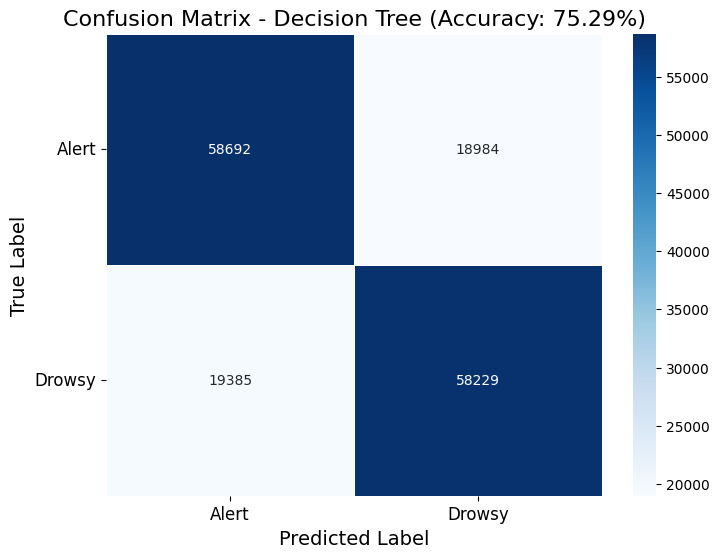 Confusion Matrix - Decision Tree (Accuracy: 75.29%)
True Label
Alert
58692
18984
Drowsy
19385
58229
Alert
Drowsy
Predicted Label
55000
50000
45000
40000
35000
30000
25000
20000